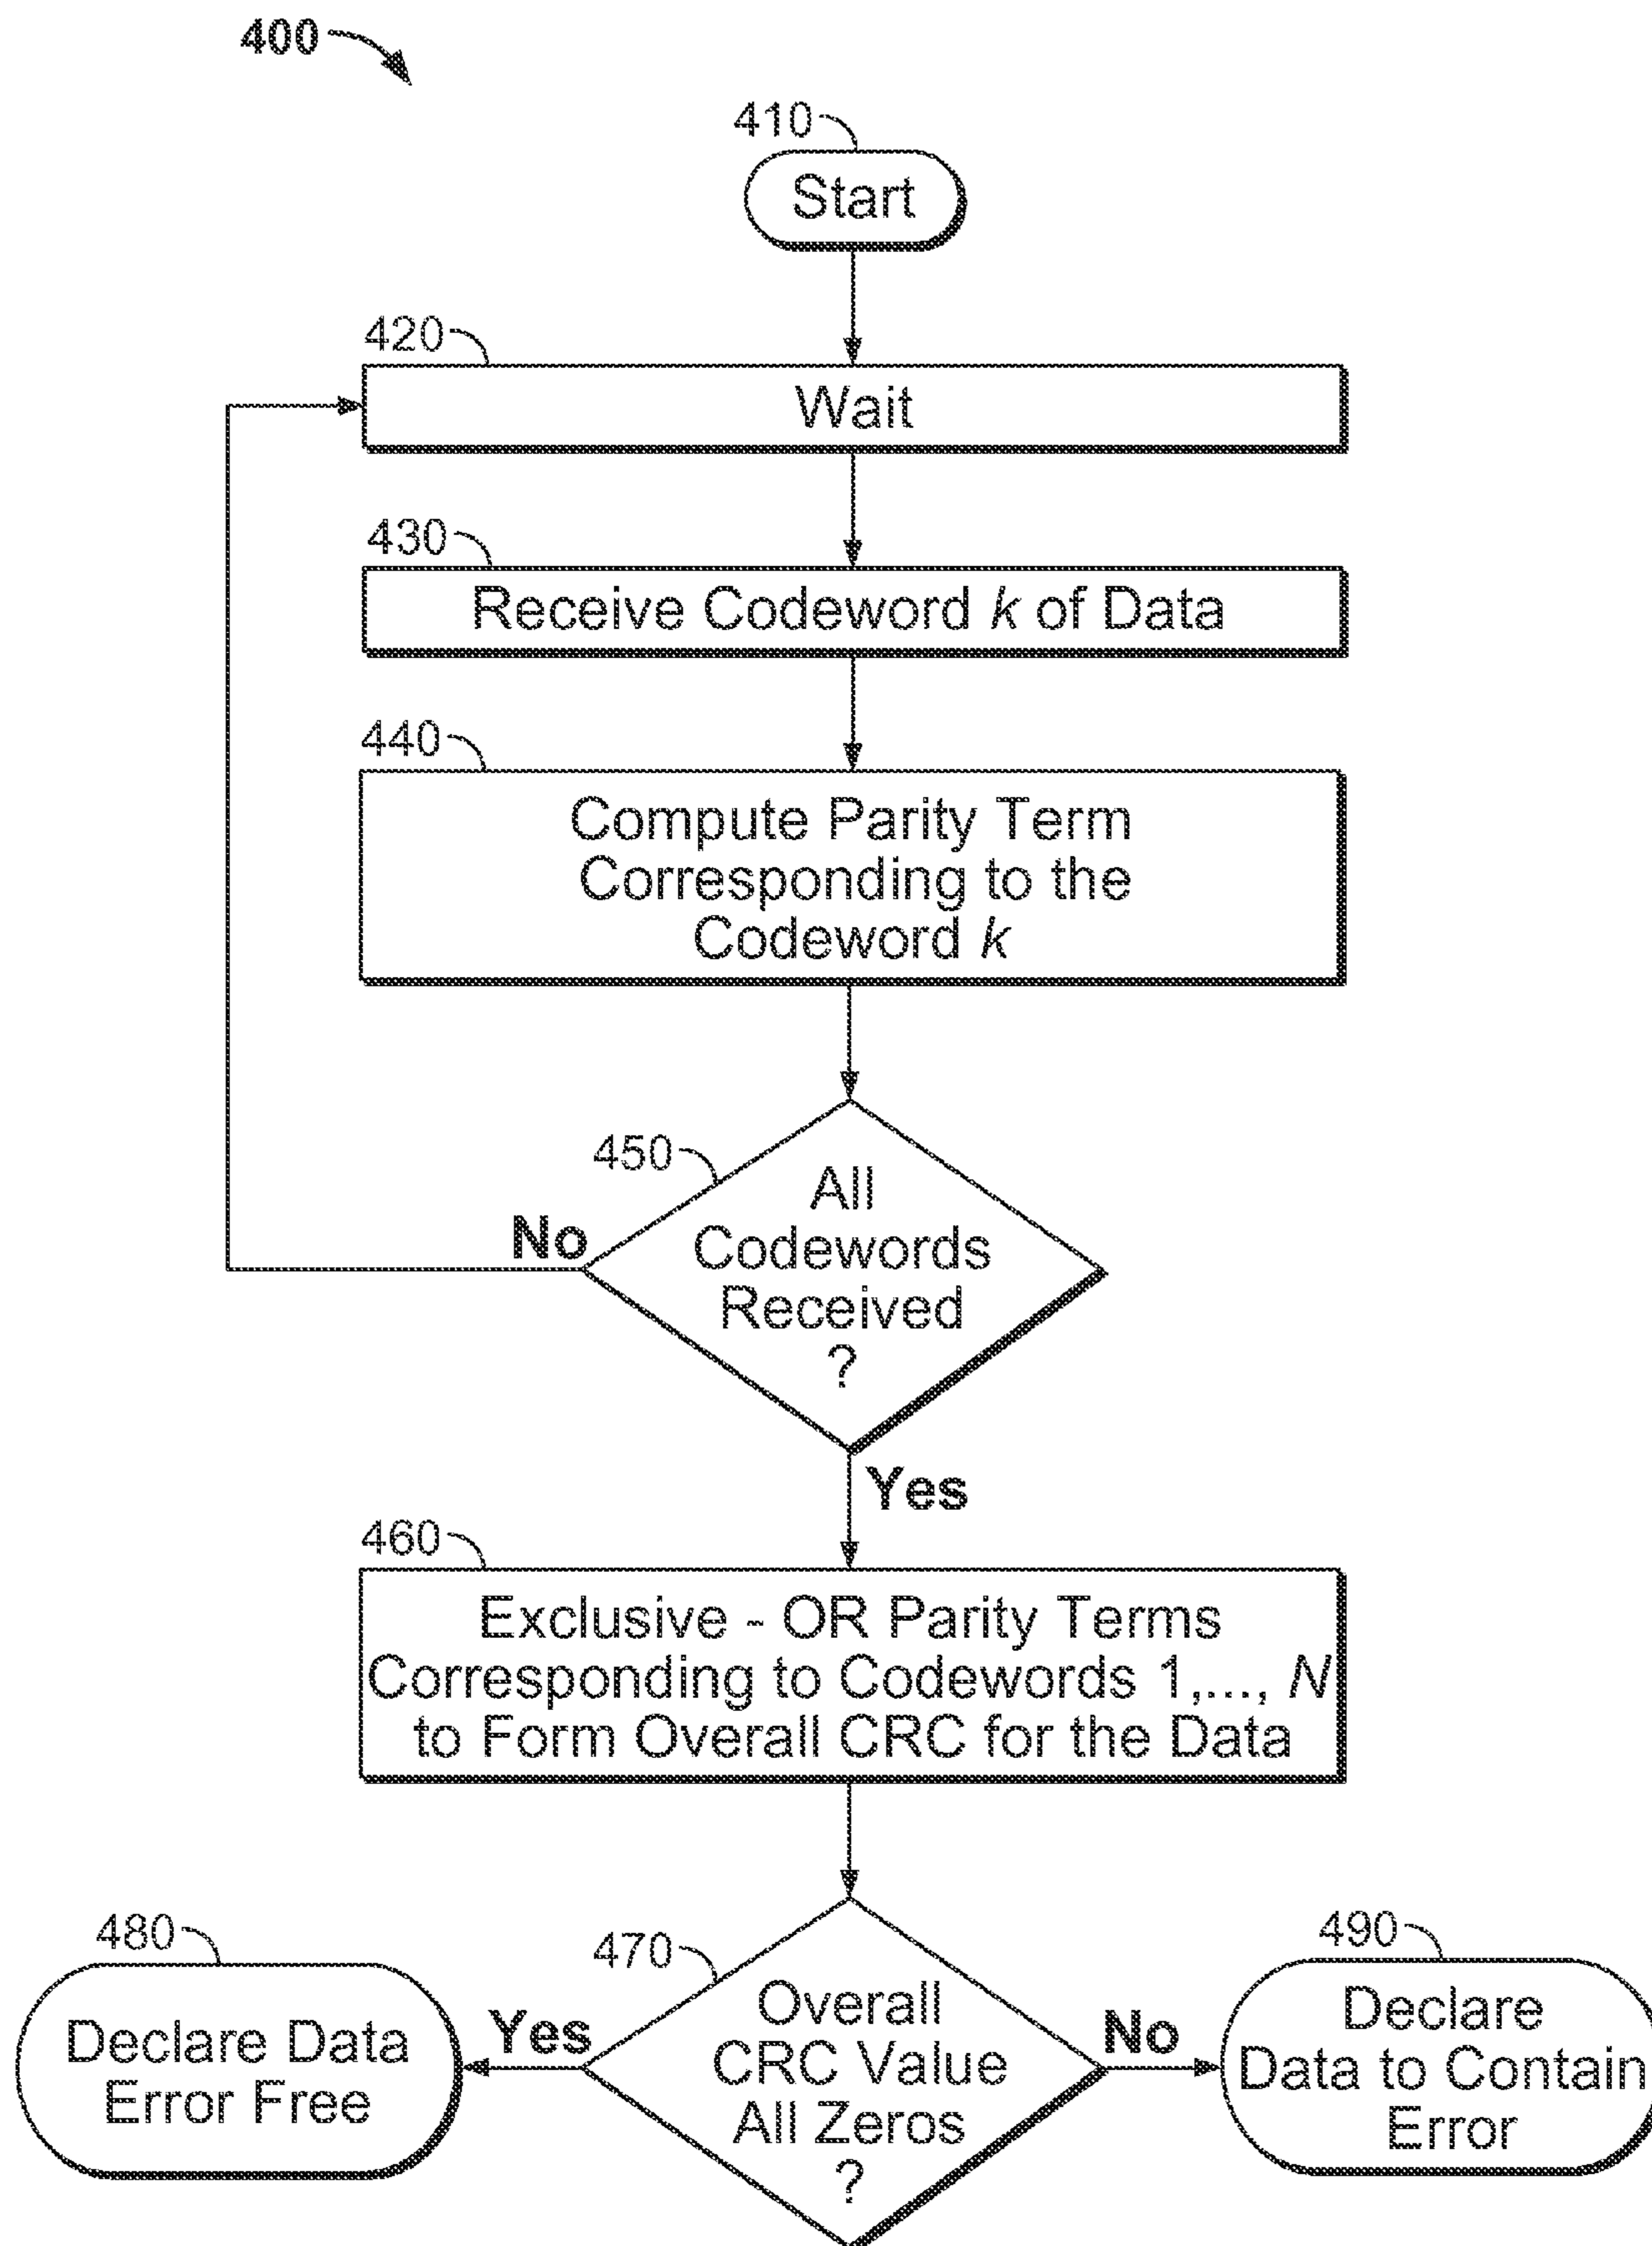 400
410
Start
420
Wait
430
Receive Codeword k of Data
440
Compute Parity Term
Corresponding to the
Codeword k
450
All
Codewords
Received
?
No
Yes
460
Exclusive - OR Parity Terms
Corresponding to Codewords 1,..., N
to Form Overall CRC for the Data
480
Declare Data
Error Free
Yes
470
Overall
CRC Value
All Zeros
?
No
490
Declare
Data to Contain
Error